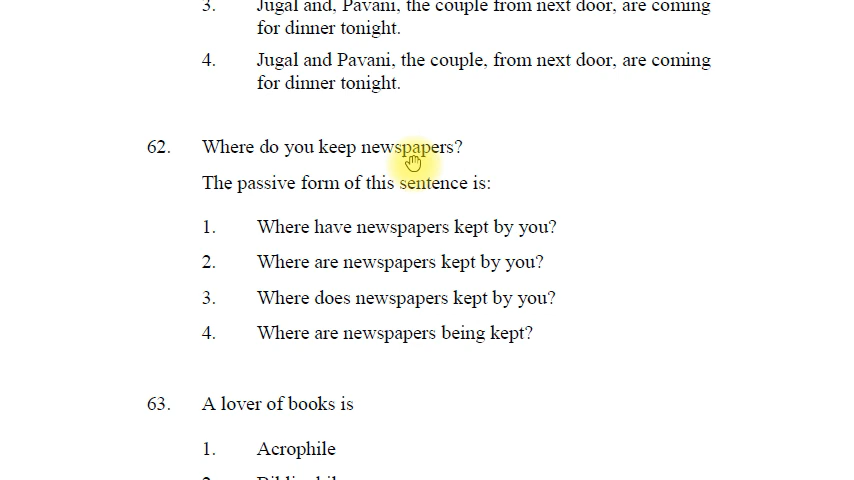 3. Jugal and, Pavani, the couple from next door, are coming
for dinner tonight.
4. Jugal and Pavani, the couple, from next door, are coming
for dinner tonight.
62. Where do you keep newspapers?
The passive form of this sentence is:
1. Where have newspapers kept by you?
2. Where are newspapers kept by you?
3. Where does newspapers kept by you?
4. Where are newspapers being kept?
63. A lover of books is
1. Acrophile